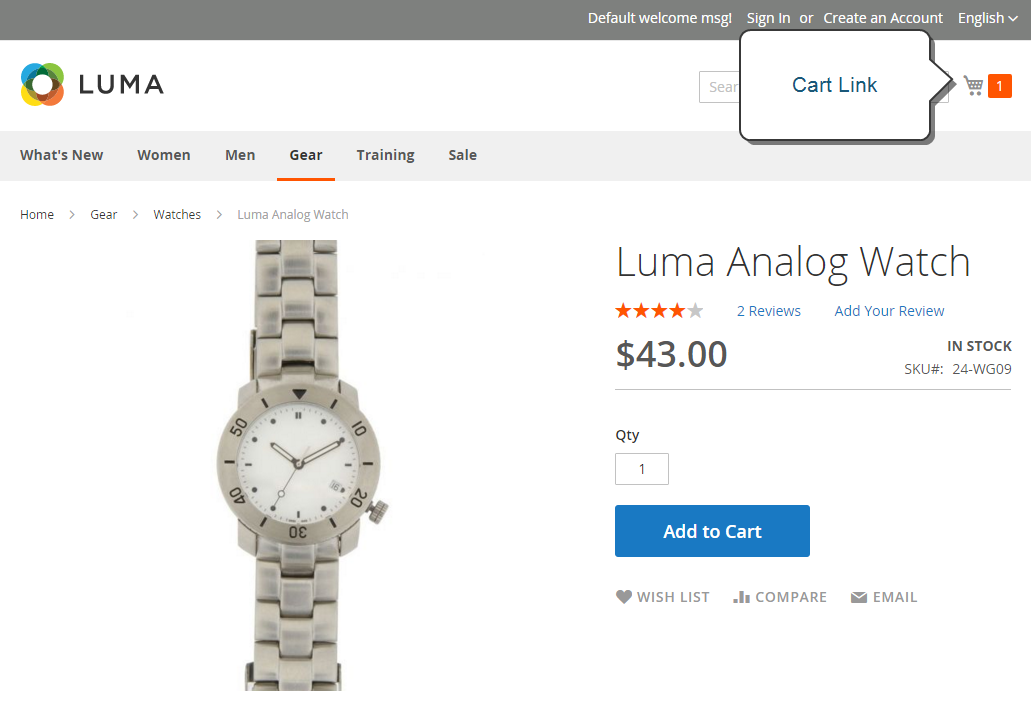 Default welcome msg! Sign In or Create an Account English
LUMA
Sear
Cart Link
1
What's New Women Men Gear Training Sale
Home > Gear > Watches > Luma Analog Watch
Luma Analog Watch
2 Reviews Add Your Review
$43.00
IN STOCK
SKU#: 24-WG09
Qty
1
Add to Cart
WISH LIST COMPARE EMAIL
50 10
40 20
30
16